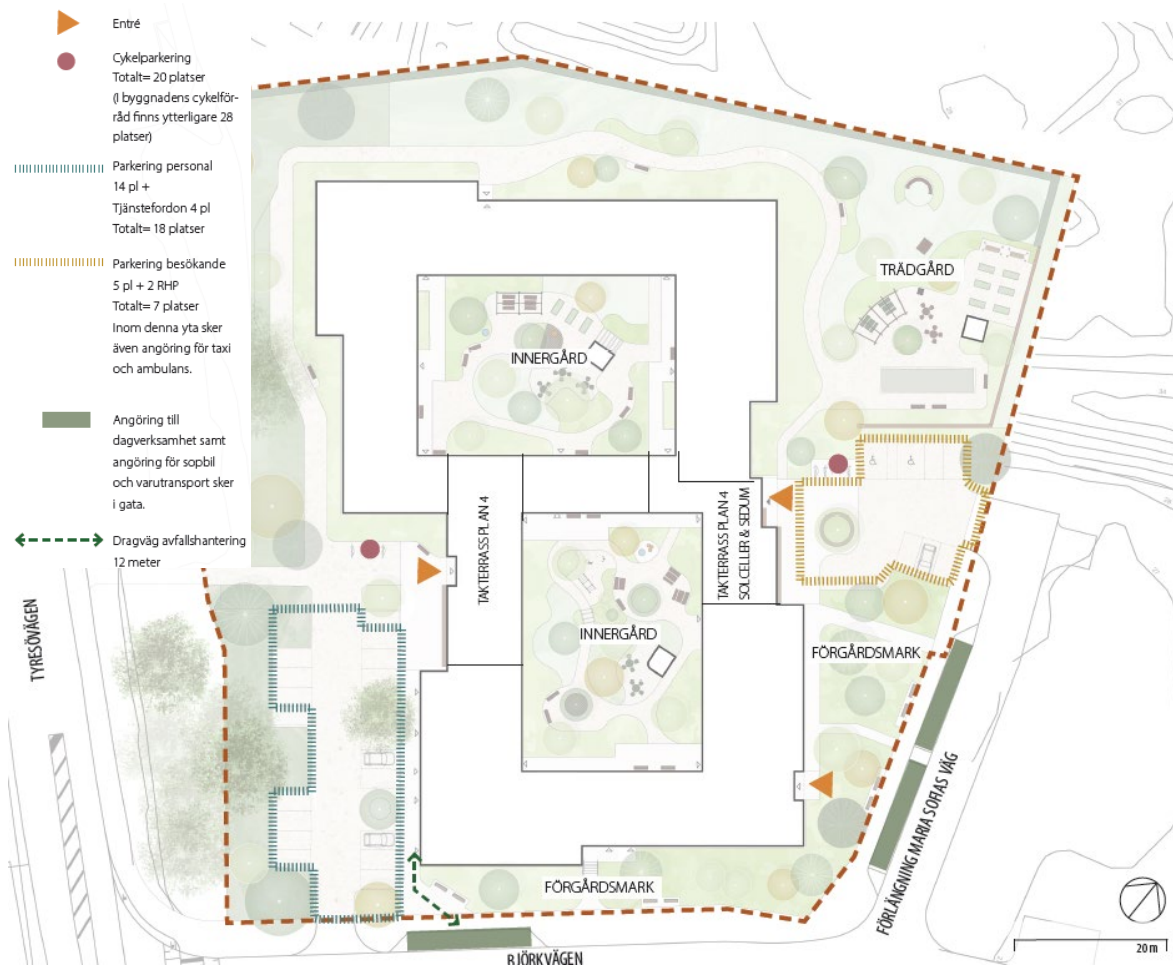 Entré
Cykelparkering
Totalt= 20 platser
(I byggnadens cykelför-
råd finns ytterligare 28
platser)
Parkering personal
14 pl +
Tjänstefordon 4 pl
Totalt= 18 platser
Parkering besökande
5 pl + 2 RHP
Totalt= 7 platser
Inom denna yta sker
även angöring för taxi
och ambulans.
Angöring till
dagverksamhet samt
angöring för sopbil
och varutransport sker
i gata.
Dragväg avfallshantering
12 meter
TRÄDGÅRD
INNERGÅRD
TAKTERRASS PLAN 4
TAKTERRASS PLAN 4
SOLCELLER & SEDUM
INNERGÅRD
FÖRGÅRDSMARK
TYRESÖVÄGEN
FÖRLÄNGNING MARIA SOFIAS VÄG
FÖRGÅRDSMARK
BJÖRKVÄGEN
20 m